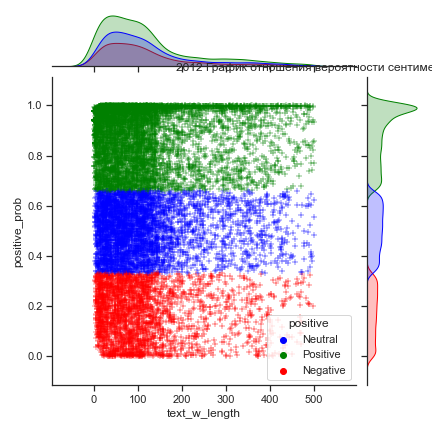 2012 График отншения вероятности сентиме
1.0
0.8
0.6
0.4
0.2
0.0
positive_prob
positive
Neutral
Positive
Negative
0 100 200 300 400 500
text_w_length